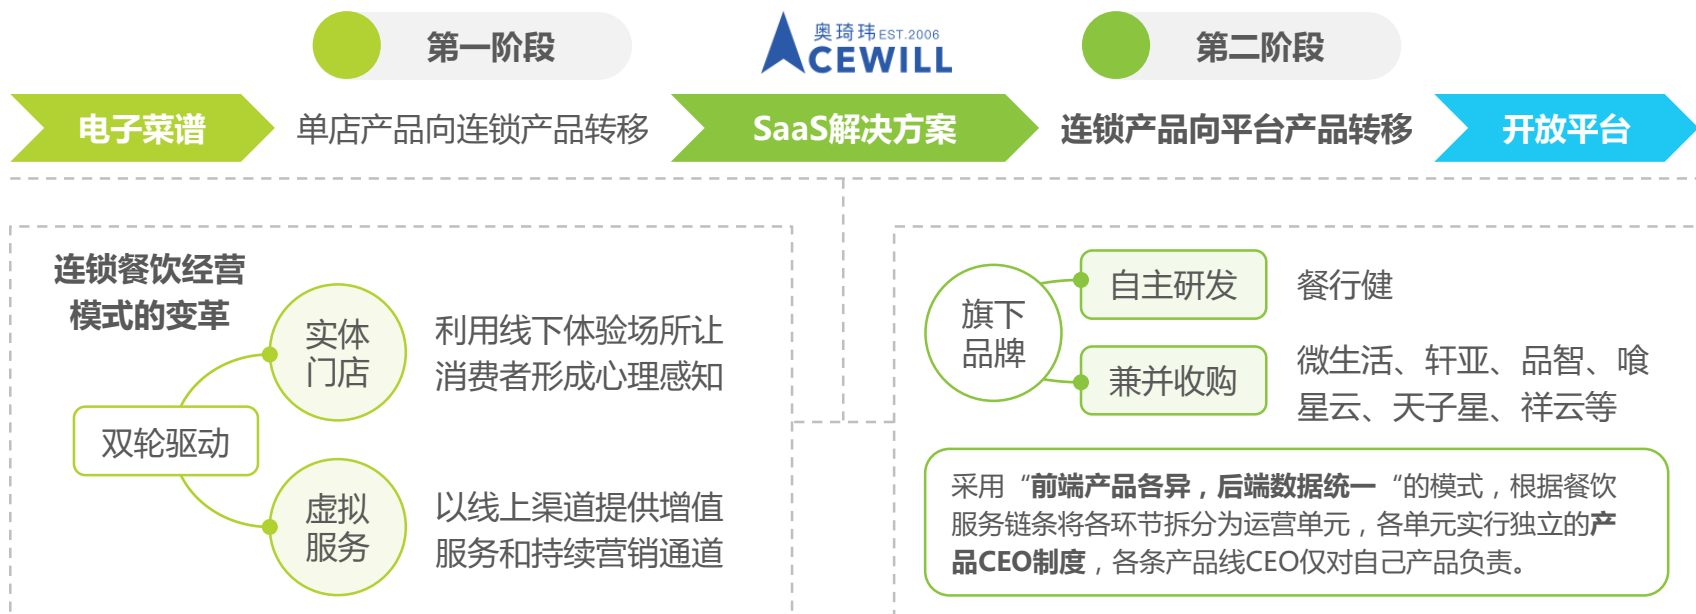 第一阶段
奥琦玮EST.2006
ACEWILL
第二阶段
电子菜谱
单店产品向连锁产品转移
SaaS解决方案
连锁产品向平台产品转移
开放平台
连锁餐饮经营
模式的变革
双轮驱动
实体
门店
利用线下体验场所让
消费者形成心理感知
虚拟
服务
以线上渠道提供增值
服务和持续营销通道
旗下
品牌
自主研发
餐行健
兼并收购
微生活、轩亚、品智、喰
星云、天子星、祥云等
采用“前端产品各异，后端数据统一“的模式，根据餐饮
服务链条将各环节拆分为运营单元，各单元实行独立的产
品CEO制度，各条产品线CEO仅对自己产品负责。